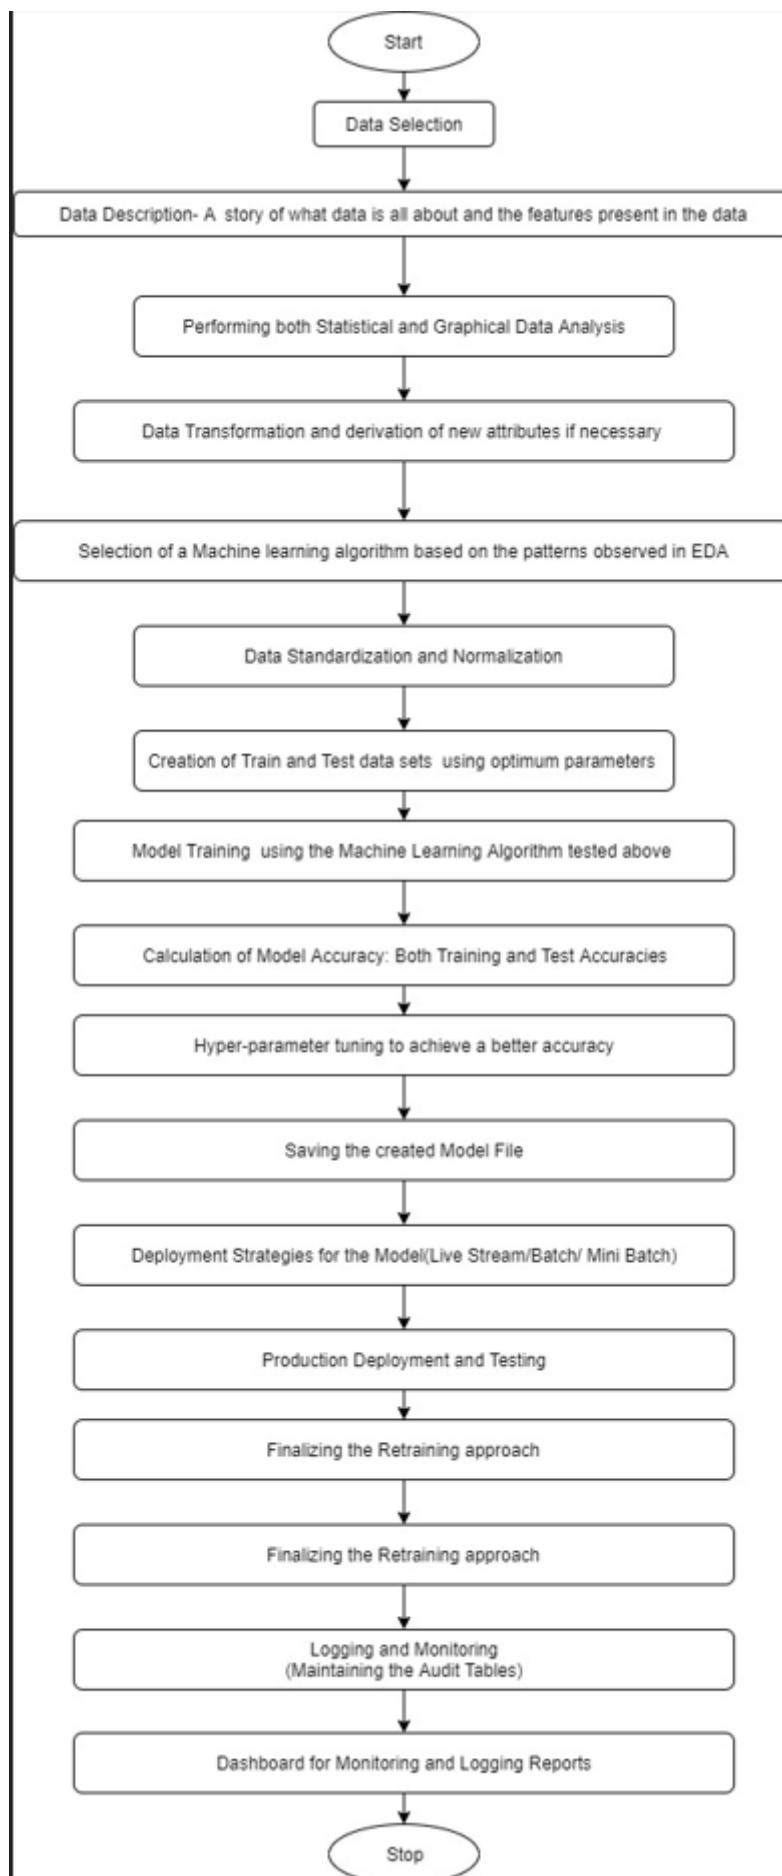 Start
Data Selection
Data Description- A  story of what data is all about and the features present in the data
Performing both Statistical and Graphical Data Analysis
Data Transformation and derivation of new attributes if necessary
Selection of a Machine learning algorithm based on the patterns observed in EDA
Data Standardization and Normalization
Creation of Train and Test data sets  using optimum parameters
Model Training  using the Machine Learning Algorithm tested above
Calculation of Model Accuracy: Both Training and Test Accuracies
Hyper-parameter tuning to achieve a better accuracy
Saving the created Model File
Deployment Strategies for the Model(Live Stream/Batch/ Mini Batch)
Production Deployment and Testing
Finalizing the Retraining approach
Finalizing the Retraining approach
Logging and Monitoring
(Maintaining the Audit Tables)
Dashboard for Monitoring and Logging Reports
Stop